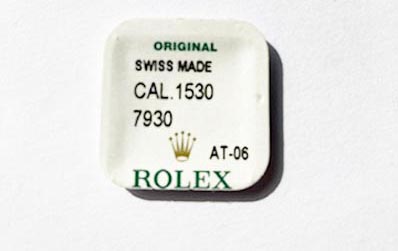 ORIGINAL
SWISS MADE
CAL.1530
7930
AT-06
ROLEX